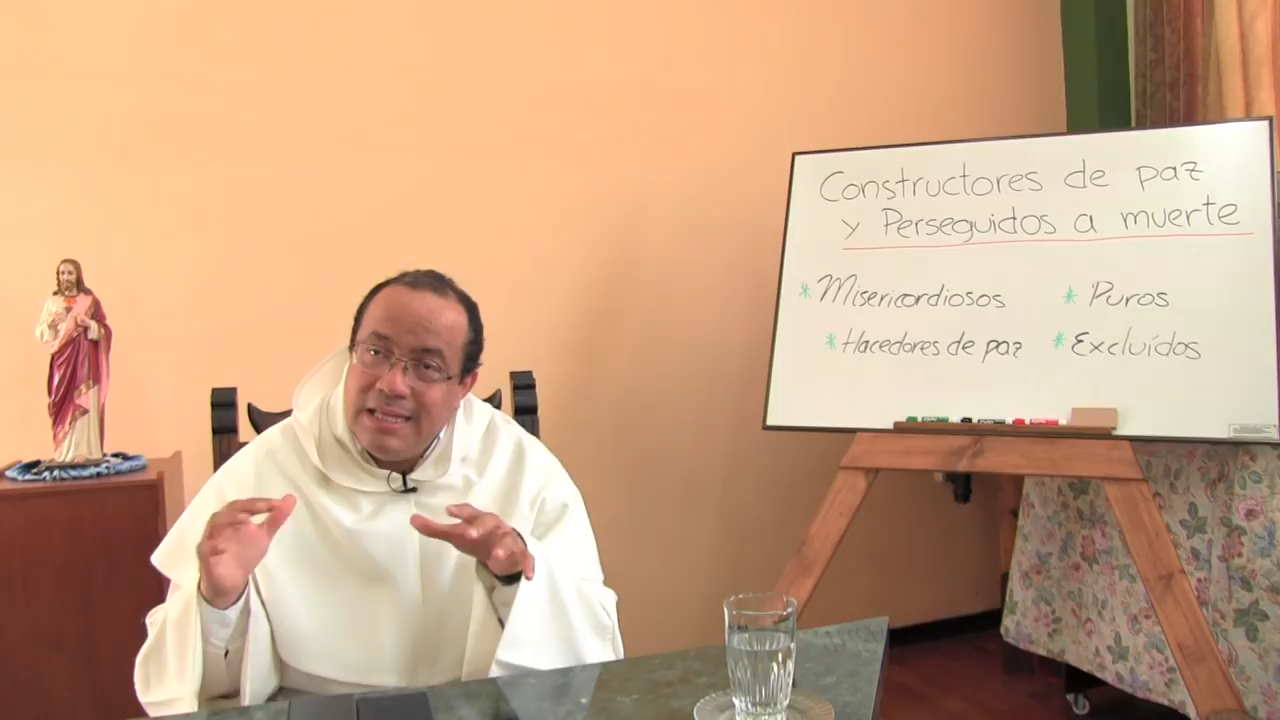 Constructores de paz
y Perseguidos a muerte
* Misericordiosos * Puros
* Hacedores de paz * Excluídos